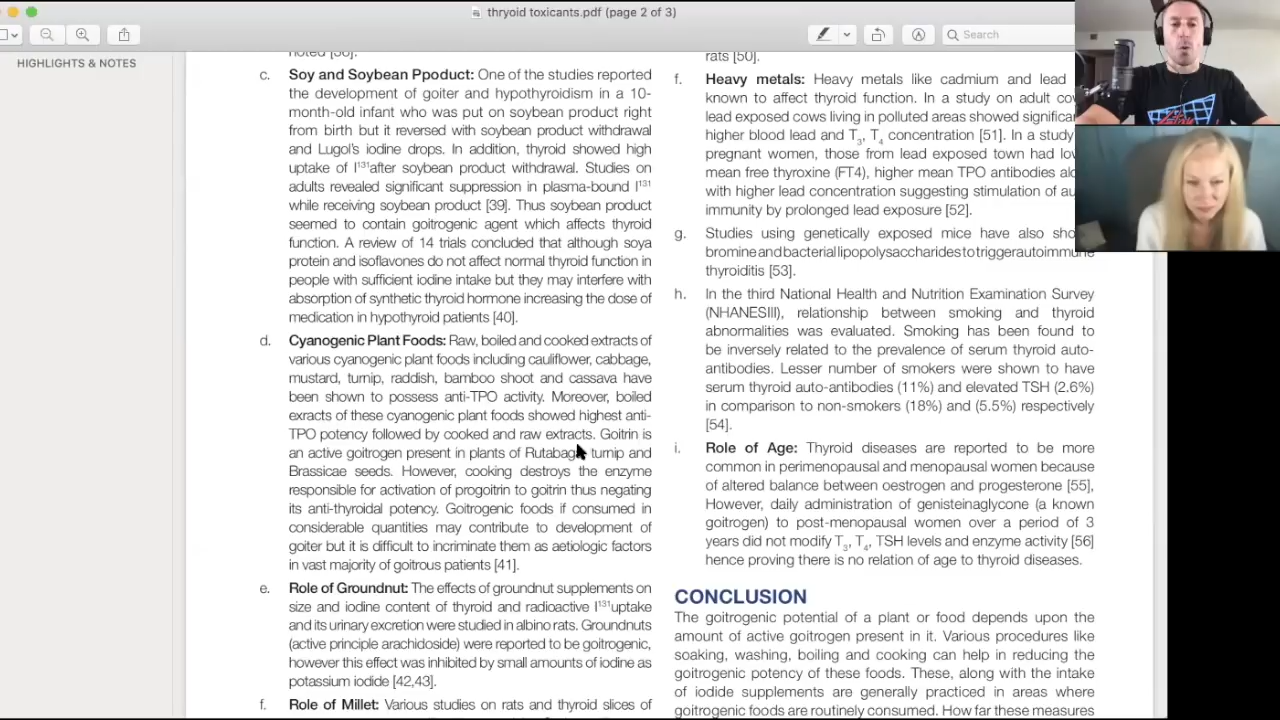 thryoid toxicants.pdf (page 2 of 3)
Search
HIGHLIGHTS & NOTES
c. Soy and Soybean Ppoduct: One of the studies reported
the development of goiter and hypothyroidism in a 10-
month-old infant who was put on soybean product right
from birth but it reversed with soybean product withdrawal
and Lugol's iodine drops. In addition, thyroid showed high
uptake of I131after soybean product withdrawal. Studies on
adults revealed significant suppression in plasma-bound I131
while receiving soybean product [39]. Thus soybean product
seemed to contain goitrogenic agent which affects thyroid
function. A review of 14 trials concluded that although soya
protein and isoflavones do not affect normal thyroid function in
people with sufficient iodine intake but they may interfere with
absorption of synthetic thyroid hormone increasing the dose of
medication in hypothyroid patients [40].
d. Cyanogenic Plant Foods: Raw, boiled and cooked extracts of
various cyanogenic plant foods including cauliflower, cabbage,
mustard, turnip, raddish, bamboo shoot and cassava have
been shown to possess anti-TPO activity. Moreover, boiled
exracts of these cyanogenic plant foods showed highest anti-
TPO potency followed by cooked and raw extracts. Goitrin is
an active goitrogen present in plants of Rutabaga turnip and
Brassicae seeds. However, cooking destroys the enzyme
responsible for activation of progoitrin to goitrin thus negating
its anti-thyroidal potency. Goitrogenic foods if consumed in
considerable quantities may contribute to development of
goiter but it is difficult to incriminate them as aetiologic factors
in vast majority of goitrous patients [41].
e. Role of Groundnut: The effects of groundnut supplements on
size and iodine content of thyroid and radioactive I131uptake
and its urinary excretion were studied in albino rats. Groundnuts
(active principle arachidoside) were reported to be goitrogenic,
however this effect was inhibited by small amounts of iodine as
potassium iodide [42,43].
f. Role of Millet: Various studies on rats and thyroid slices of
rats [50].
f. Heavy metals: Heavy metals like cadmium and lead
known to affect thyroid function. In a study on adult
lead exposed cows living in polluted areas showed
higher blood lead and T3, T4 concentration [51]. In a study
pregnant women, those from lead exposed town had
mean free thyroxine (FT4), higher mean TPO antibodies
with higher lead concentration suggesting stimulation of
immunity by prolonged lead exposure [52].
g. Studies using genetically exposed mice have also
bromine and bacterial lipopolysaccharides to trigger autoimmune
thyroiditis [53].
h. In the third National Health and Nutrition Examination Survey
(NHANESIII), relationship between smoking and thyroid
abnormalities was evaluated. Smoking has been found to
be inversely related to the prevalence of serum thyroid auto-
antibodies. Lesser number of smokers were shown to have
serum thyroid auto-antibodies (11%) and elevated TSH (2.6%)
in comparison to non-smokers (18%) and (5.5%) respectively
[54].
i. Role of Age: Thyroid diseases are reported to be more
common in perimenopausal and menopausal women because
of altered balance between oestrogen and progesterone [55],
However, daily administration of genisteinaglycone (a known
goitrogen) to post-menopausal women over a period of 3
years did not modify T3, T4, TSH levels and enzyme activity [56]
hence proving there is no relation of age to thyroid diseases.
CONCLUSION
The goitrogenic potential of a plant or food depends upon the
amount of active goitrogen present in it. Various procedures like
soaking, washing, boiling and cooking can help in reducing the
goitrogenic potency of these foods. These, along with the intake
of iodide supplements are generally practiced in areas where
goitrogenic foods are routinely consumed. How far these measures